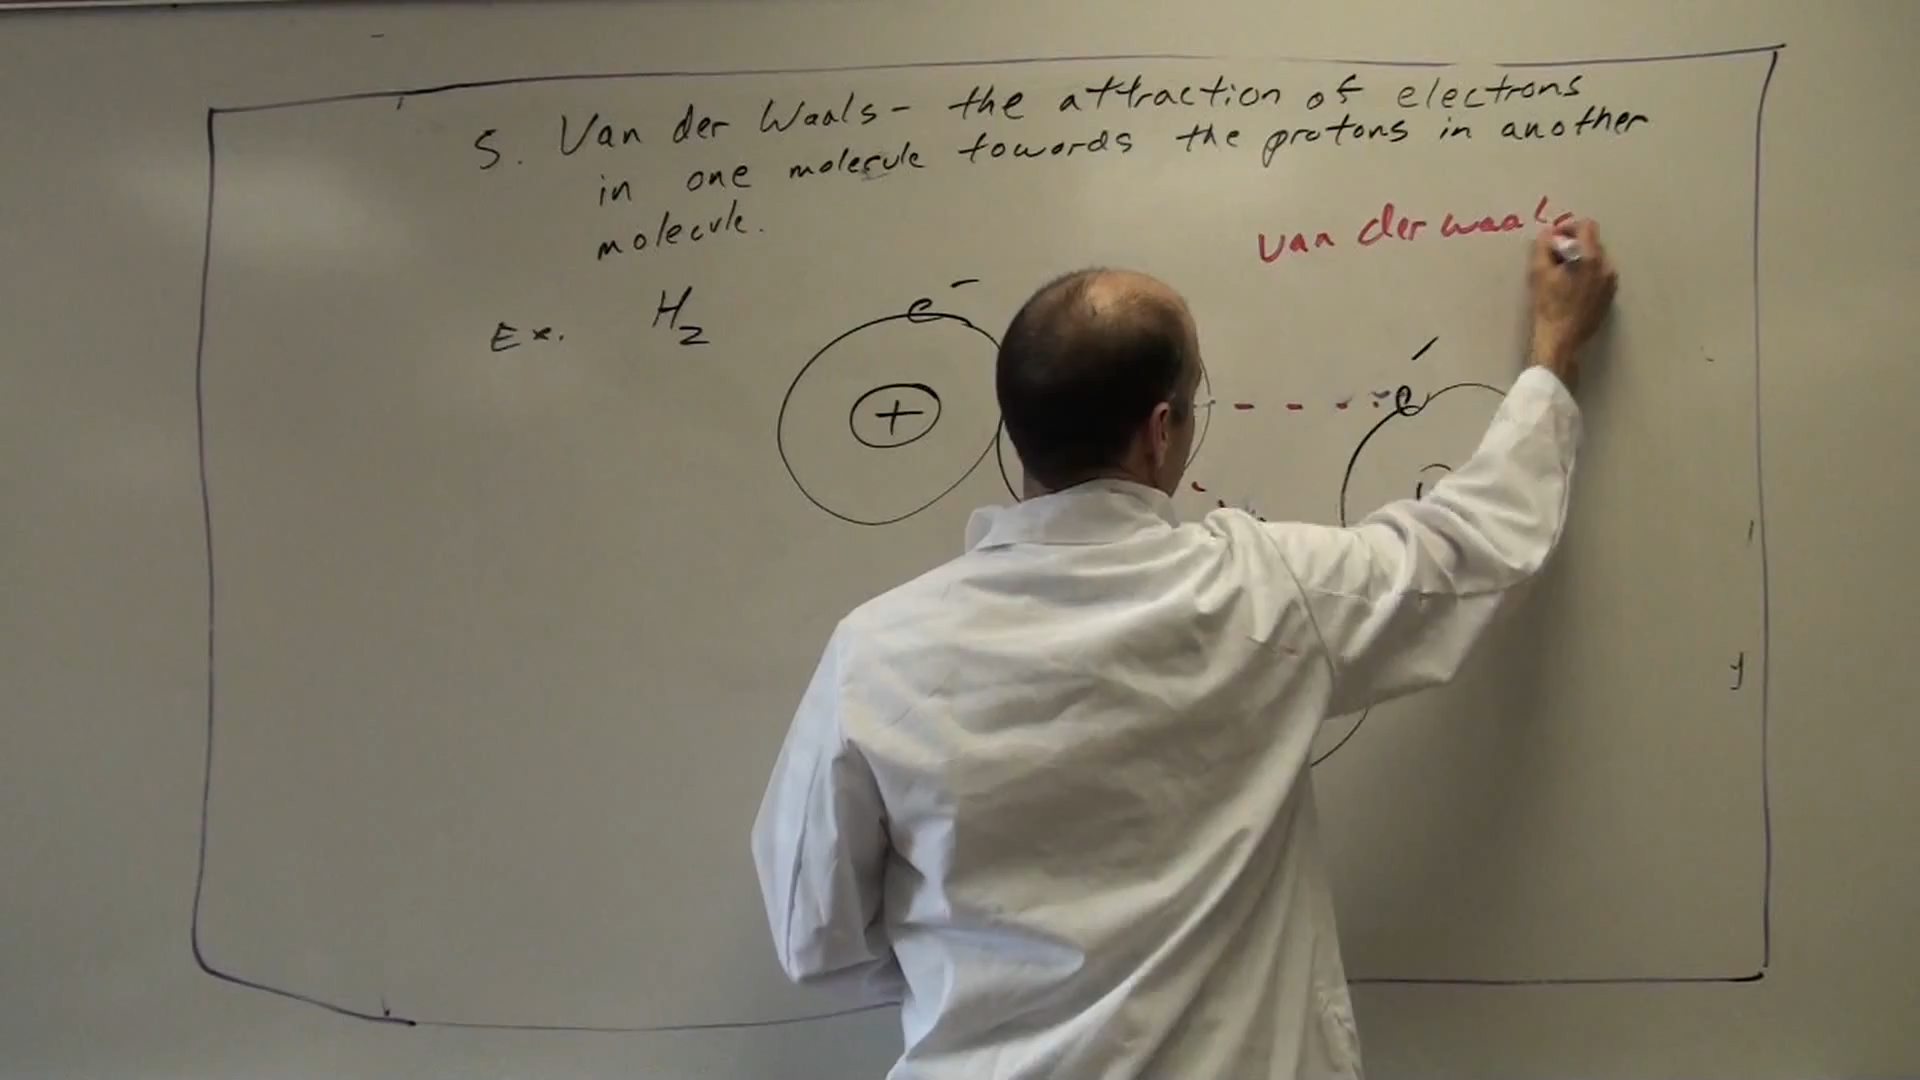 5. Van der Waals - the attraction of electrons
in one molecule towards the protons in another
molecule.
van der waals
Ex. H2
e-
+
e-